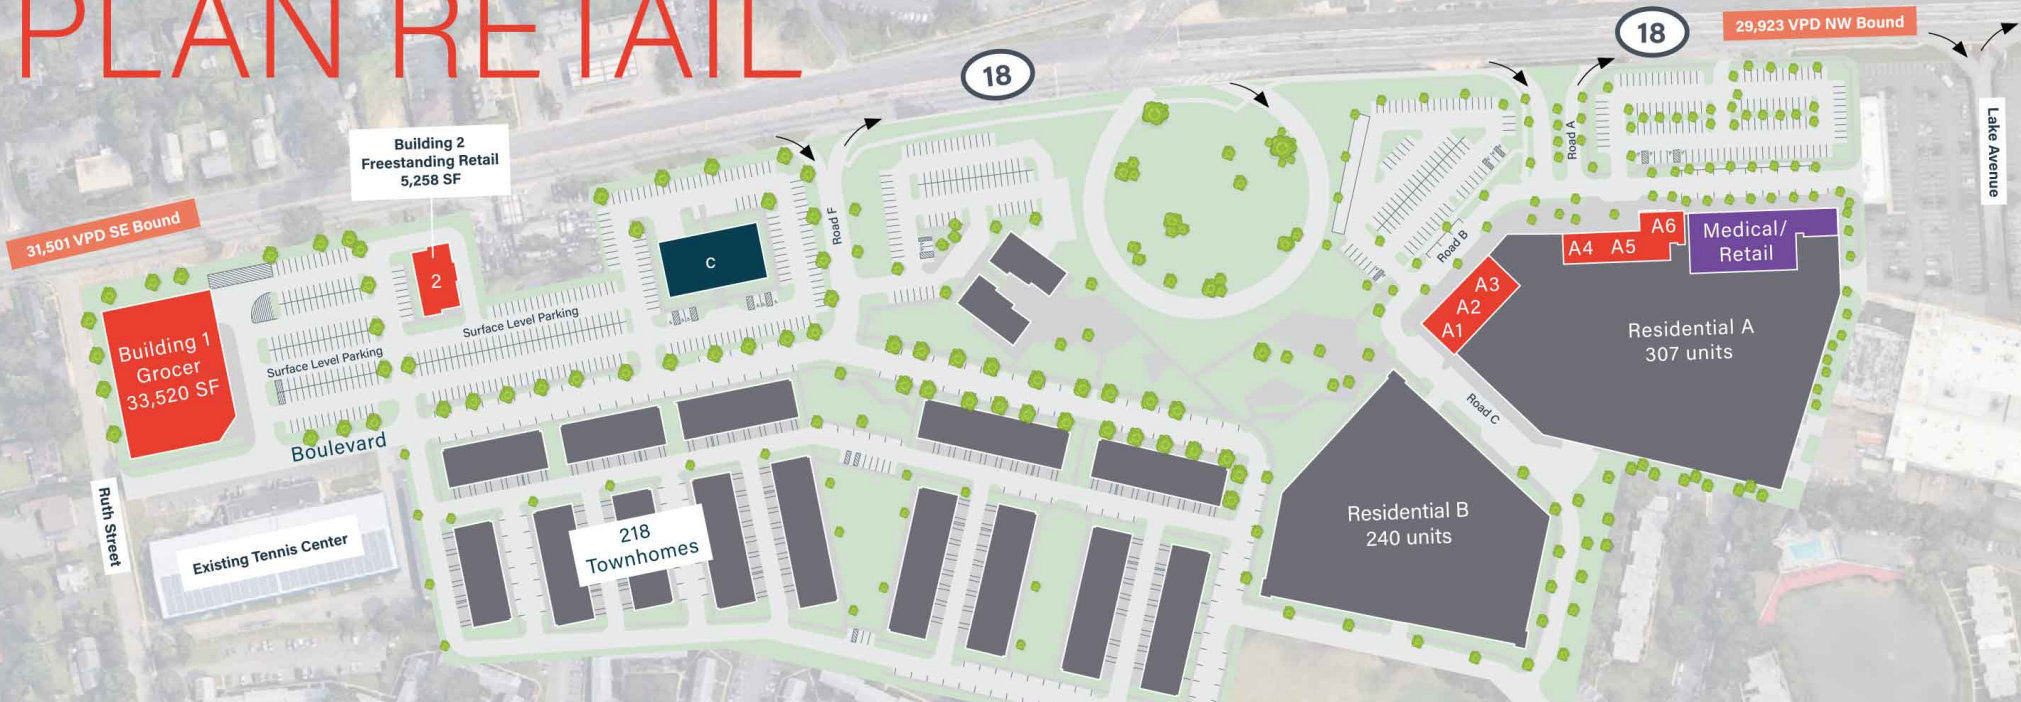 PLAN RETAIL
18
18
29,923 VPD NW Bound
Lake Avenue
Building 2
Freestanding Retail
5,258 SF
31,501 VPD SE Bound
Road F
Road A
Road B
Road C
2
C
Building 1
Grocer
33,520 SF
Surface Level Parking
Surface Level Parking
Boulevard
Ruth Street
Existing Tennis Center
218
Townhomes
A6
A4 A5
A3
A2
A1
Medical/
Retail
Residential A
307 units
Residential B
240 units